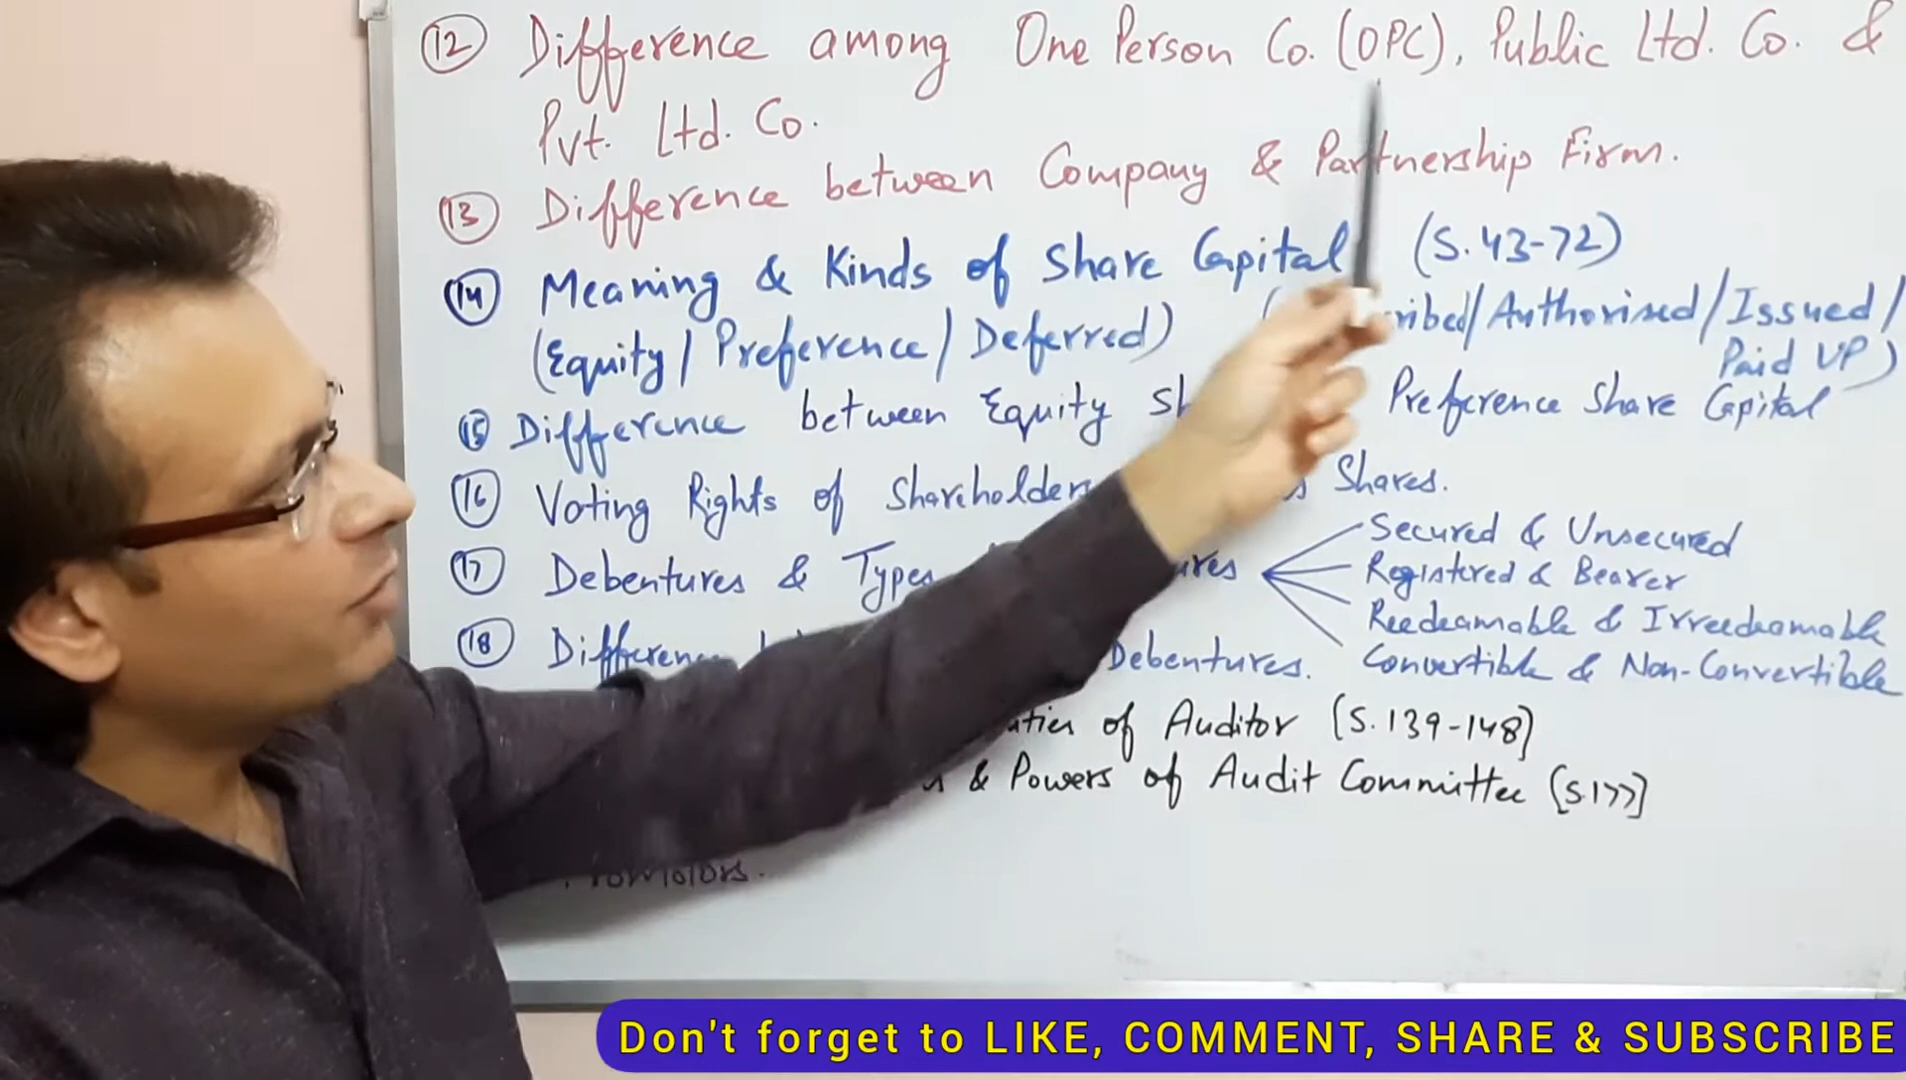 (12) Difference among One Person Co. (OPC), Public Ltd. Co. &
Pvt. Ltd. Co.
(13) Difference between Company & Partnership Firm.
(14) Meaning & Kinds of Share Capital (S. 43-72)
(Equity / Preference / Deferred) ( /Authorised/Issued/
Paid UP)
(15) Difference between Equity Preference Share Capital
(16) Voting Rights of Shareholders Shares.
(17) Debentures & Types
Secured & Unsecured
Registered & Bearer
Reedeamable & Irreedeamable
Convertible & Non-Convertible
(18) Difference Debentures.
of Auditor (S. 139-148)
& Powers of Audit Committee (S.177)
Don't forget to LIKE, COMMENT, SHARE & SUBSCRIBE